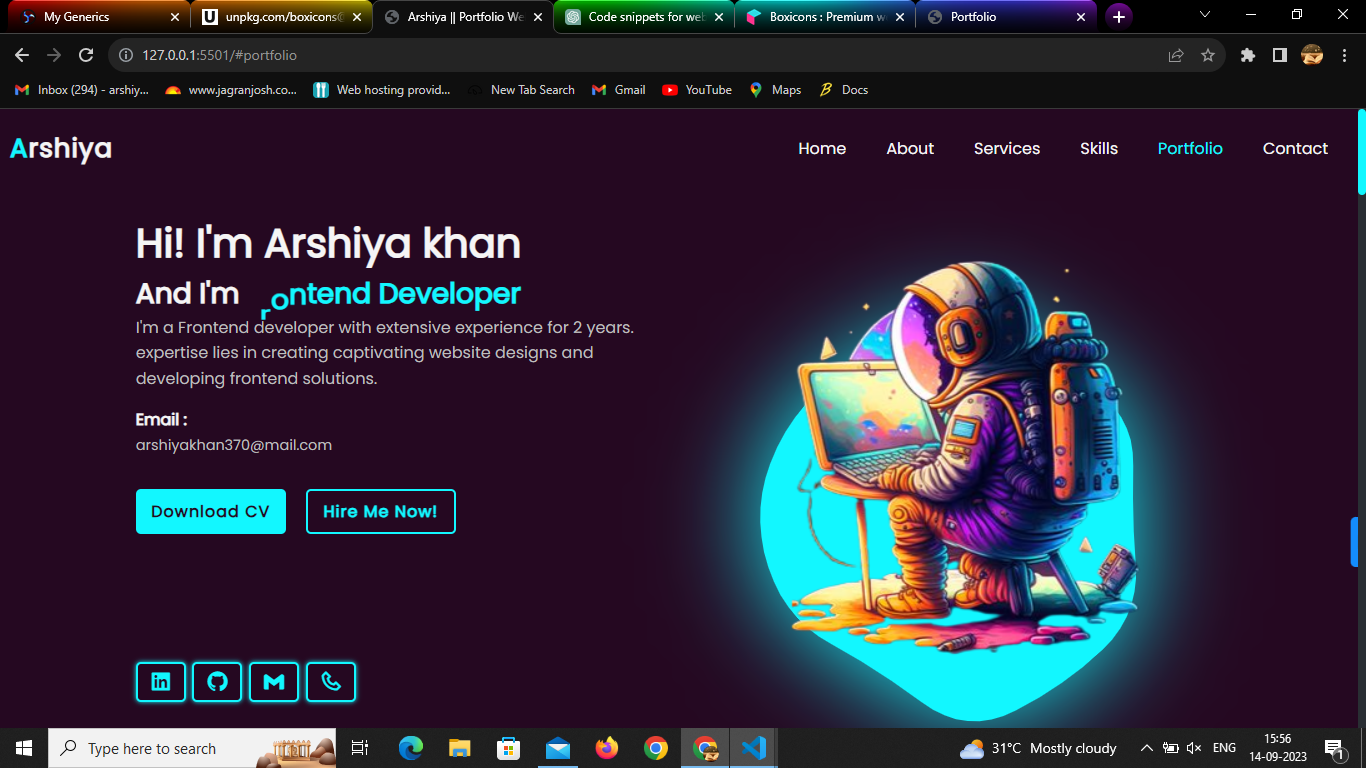 My Generics
unpkg.com/boxicons@
Arshiya || Portfolio We
Code snippets for web
Boxicons : Premium we
Portfolio
127.0.0.1:5501/#portfolio
Inbox (294) - arshiy...
www.jagranjosh.co...
Web hosting provid...
New Tab Search
Gmail
YouTube
Maps
Docs
Arshiya
Home
About
Services
Skills
Portfolio
Contact
Hi! I'm Arshiya khan
And I'm rontend Developer
I'm a Frontend developer with extensive experience for 2 years.
expertise lies in creating captivating website designs and
developing frontend solutions.
Email :
arshiyakhan370@mail.com
Download CV
Hire Me Now!
Type here to search
31°C Mostly cloudy
ENG
15:56
14-09-2023
1